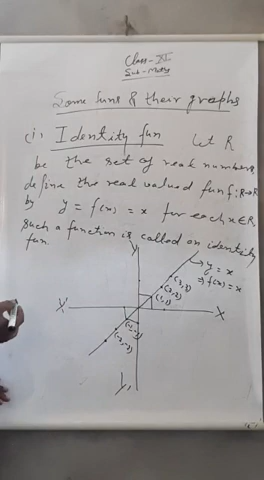 Class-XI
Sub-Maths
Some funs & their graphs
(i) Identity fun Let R
be the set of real numbers,
define the real valued fun f:R→R
by y = f(x) = x for each x∈R,
such a function is called an identity
fun.
Y
y = x
⇒ f(x) = x
(3,3)
(2,2)
(1,1)
X' X
(-1,-1)
(-2,-2)
Y'